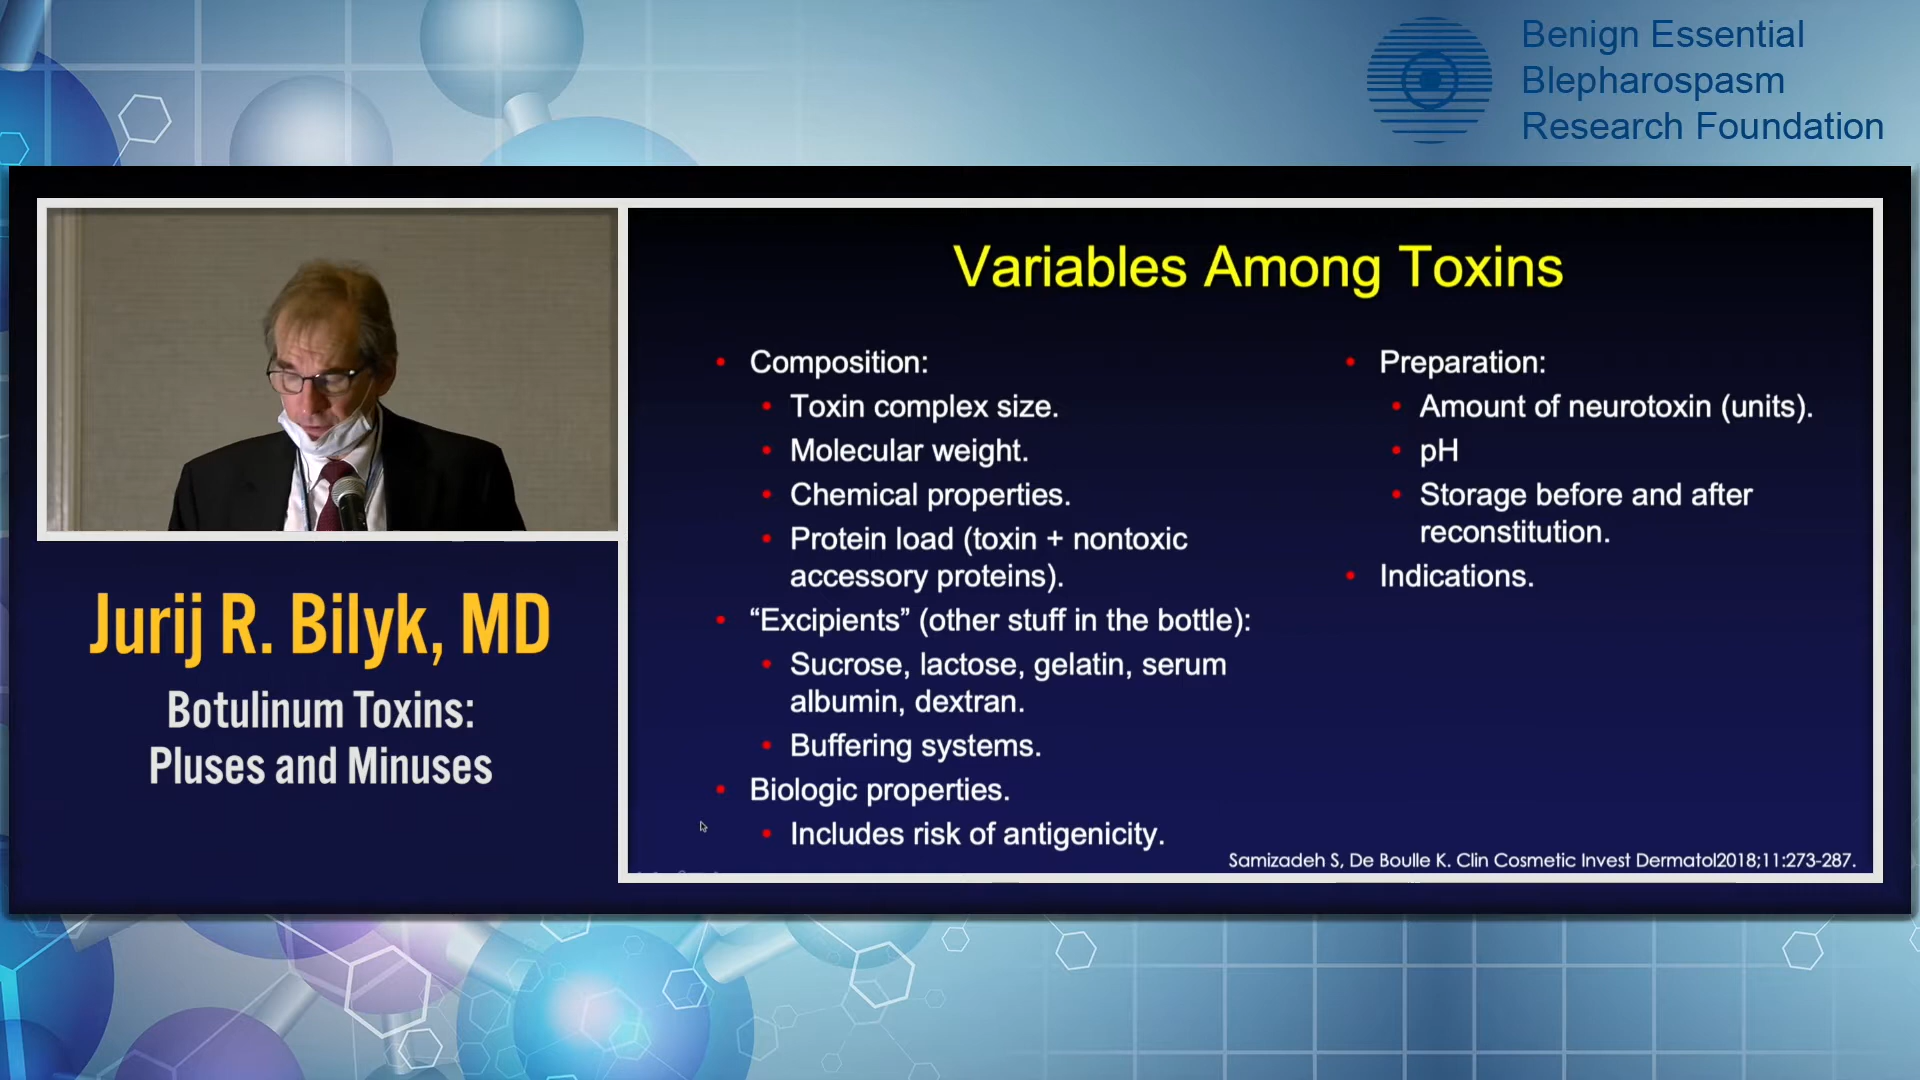 Benign Essential
Blepharospasm
Research Foundation
Jurij R. Bilyk, MD
Botulinum Toxins:
Pluses and Minuses
Variables Among Toxins
• Composition:
• Toxin complex size.
• Molecular weight.
• Chemical properties.
• Protein load (toxin + nontoxic
accessory proteins).
• “Excipients” (other stuff in the bottle):
• Sucrose, lactose, gelatin, serum
albumin, dextran.
• Buffering systems.
• Biologic properties.
• Includes risk of antigenicity.
• Preparation:
• Amount of neurotoxin (units).
• pH
• Storage before and after
reconstitution.
• Indications.
Samizadeh S, De Boulle K. Clin Cosmetic Invest Dermatol2018;11:273-287.